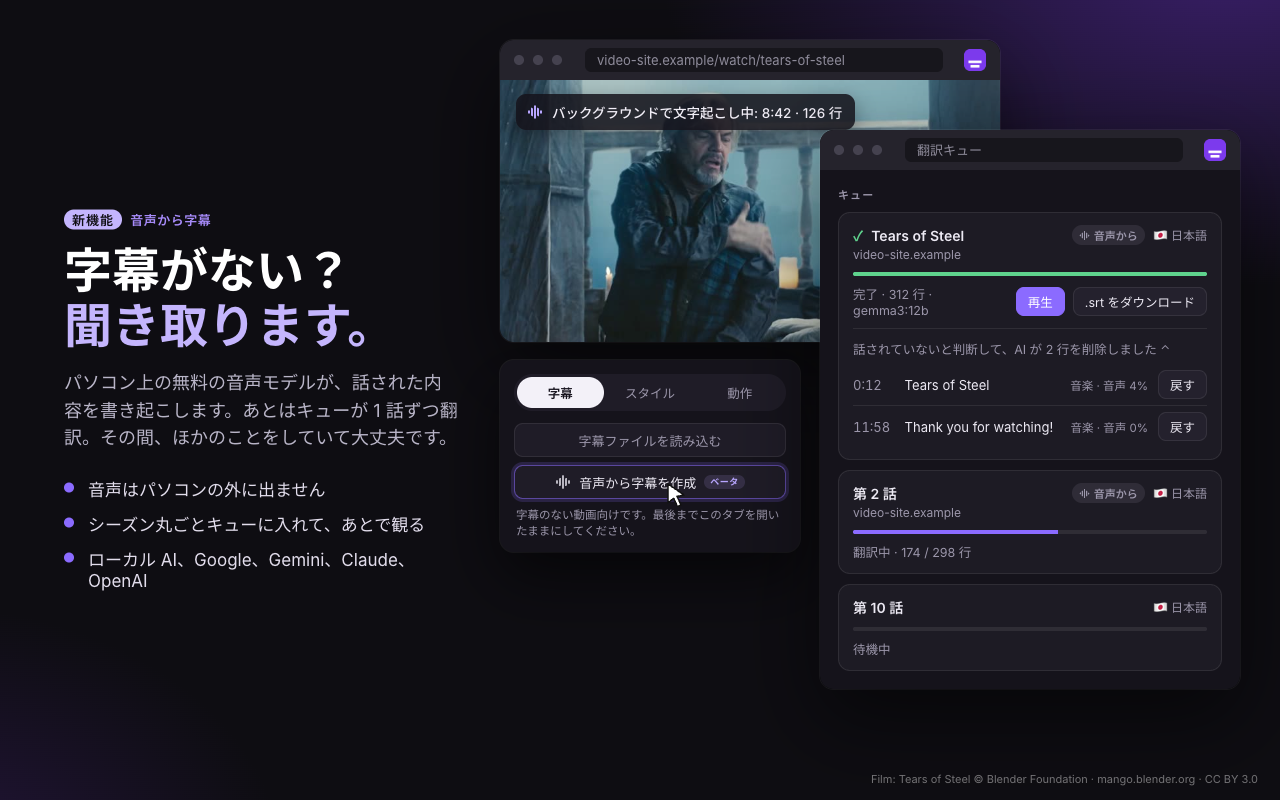 新機能 音声から字幕
字幕がない？
聞き取ります。
パソコン上の無料の音声モデルが、話された内
容を書き起こします。あとはキューが 1 話ずつ翻
訳。その間、ほかのことをしていて大丈夫です。
音声はパソコンの外に出ません
シーズン丸ごとキューに入れて、あとで観る
ローカル AI、Google、Gemini、Claude、
OpenAI
video-site.example/watch/tears-of-steel
バックグラウンドで文字起こし中: 8:42 · 126 行
字幕 スタイル 動作
字幕ファイルを読み込む
音声から字幕を作成 ベータ
字幕のない動画向けです。最後までこのタブを開い
たままにしてください。
翻訳キュー
キュー
✓ Tears of Steel 音声から 日本語
video-site.example
完了 · 312 行 ·
gemma3:12b
再生 .srt をダウンロード
話されていないと判断して、AI が 2 行を削除しました ^
0:12 Tears of Steel 音楽 · 音声 4% 戻す
11:58 Thank you for watching! 音楽 · 音声 0% 戻す
第 2 話 音声から 日本語
video-site.example
翻訳中 · 174 / 298 行
第 10 話 日本語
待機中
Film: Tears of Steel © Blender Foundation · mango.blender.org · CC BY 3.0